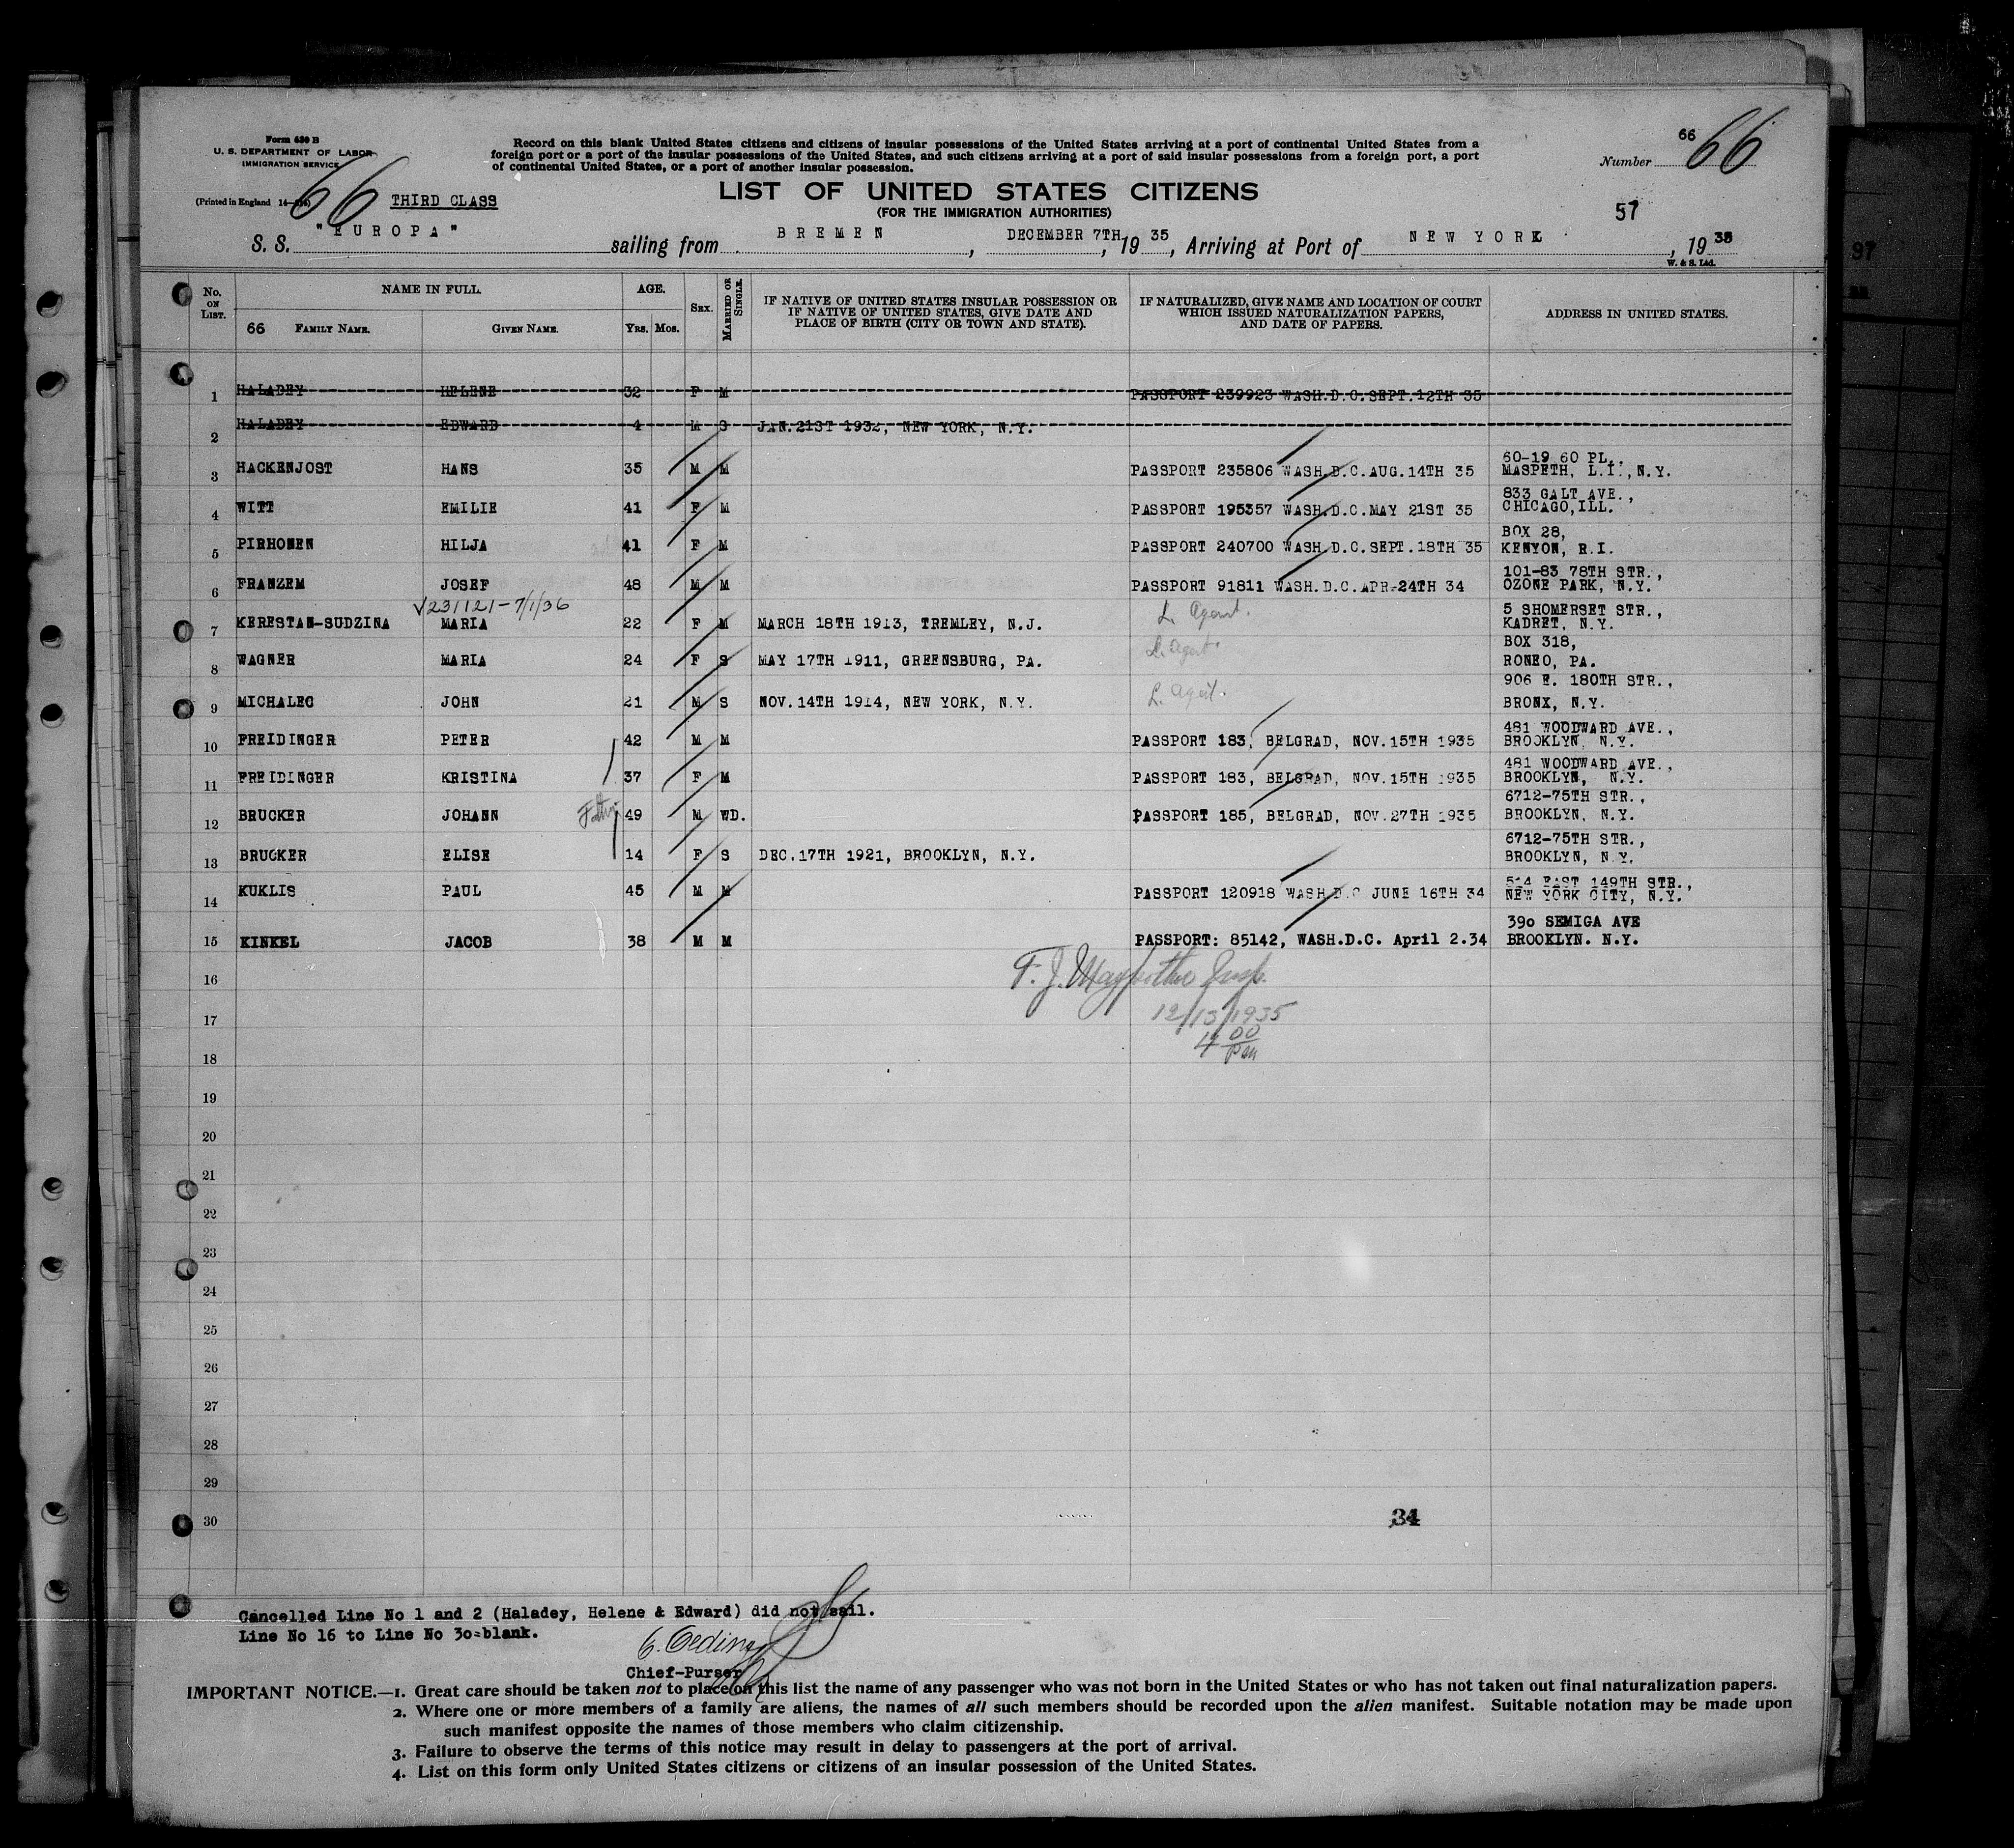 Form 630 B
U. S. DEPARTMENT OF LABOR
IMMIGRATION SERVICE
(Printed in England
66
THIRD CLASS
Record on this blank United States citizens and citizens of insular possessions of the United States arriving at a port of continental United States from a
foreign port or a port of the insular possessions of the United States, and such citizens arriving at a port of said insular possessions from a foreign port, a port
of continental United States, or a port of another insular possession.
LIST OF UNITED STATES CITIZENS
(FOR THE IMMIGRATION AUTHORITIES)
66
Number 66
57
S. S. "EUROPA" sailing from BREMEN, DECEMBER 7TH, 19 35, Arriving at Port of NEW YORK, 19 35
W. & S. Ltd.
No. ON LIST. NAME IN FULL. AGE. SEX. MARRIED OR SINGLE. IF NATIVE OF UNITED STATES INSULAR POSSESSION OR IF NATIVE OF UNITED STATES, GIVE DATE AND PLACE OF BIRTH (CITY OR TOWN AND STATE). IF NATURALIZED, GIVE NAME AND LOCATION OF COURT WHICH ISSUED NATURALIZATION PAPERS, AND DATE OF PAPERS. ADDRESS IN UNITED STATES.
66 FAMILY NAME. GIVEN NAME. YRS. MOS.
1 HALADEY HELENE 32 F M PASSPORT 239923 WASH.D.C.SEPT.12TH 35
2 HALADEY EDWARD 4 M S JAN.21ST 1932, NEW YORK, N.Y.
3 HACKENJOST HANS 35 M M PASSPORT 235806 WASH.D.C.AUG.14TH 35 60-19 60 PL., MASPETH, L.I.,N.Y.
4 WITT EMILIE 41 F M PASSPORT 195357 WASH.D.C.MAY 21ST 35 833 GALT AVE., CHICAGO,ILL.
5 PIRHONEN HILJA 41 F M PASSPORT 240700 WASH.D.C.SEPT.18TH 35 BOX 28, KENYON, R.I.
6 FRANZEM JOSEF 48 M M PASSPORT 91811 WASH.D.C.APR-24TH 34 101-83 78TH STR., OZONE PARK, N.Y.
√231121-7/1/36
7 KERESTAN-SUDZINA MARIA 22 F M MARCH 18TH 1913, TREMLEY, N.J. L. Agent. 5 SHOMERSET STR., KADRET, N.Y.
8 WAGNER MARIA 24 F S MAY 17TH 1911, GREENSBURG, PA. L. Agent. BOX 318, RONEO, PA.
9 MICHALEC JOHN 21 M S NOV.14TH 1914, NEW YORK, N.Y. L. Agent. 906 E. 180TH STR., BRONX, N.Y.
10 FREIDINGER PETER 42 M M PASSPORT 183, BELGRAD, NOV.15TH 1935 481 WOODWARD AVE., BROOKLYN, N.Y.
11 FREIDINGER KRISTINA 37 F M PASSPORT 183, BELGRAD, NOV.15TH 1935 481 WOODWARD AVE., BROOKLYN, N.Y.
12 BRUCKER JOHANN 49 M WD. PASSPORT 185, BELGRAD, NOV.27TH 1935 6712-75TH STR., BROOKLYN, N.Y.
13 BRUCKER ELISE 14 F S DEC.17TH 1921, BROOKLYN, N.Y. 6712-75TH STR., BROOKLYN, N.Y.
14 KUKLIS PAUL 45 M M PASSPORT 120918 WASH.D.C JUNE 16TH 34 514 EAST 149TH STR., NEW YORK CITY, N.Y.
15 KINKEL JACOB 38 M M PASSPORT: 85142, WASH.D.C. April 2.34 39o SEMIGA AVE BROOKLYN. N.Y.
16
17 12/13/1935
18 4 00 pm
19
20
21
22
23
24
25
26
27
28
29
30
34
Cancelled Line No 1 and 2 (Haladey, Helene & Edward) did not sail.
Line No 16 to Line No 3o=blank.
Chief-Purser
IMPORTANT NOTICE.—1. Great care should be taken not to place on this list the name of any passenger who was not born in the United States or who has not taken out final naturalization papers.
2. Where one or more members of a family are aliens, the names of all such members should be recorded upon the alien manifest. Suitable notation may be made upon
such manifest opposite the names of those members who claim citizenship.
3. Failure to observe the terms of this notice may result in delay to passengers at the port of arrival.
4. List on this form only United States citizens or citizens of an insular possession of the United States.